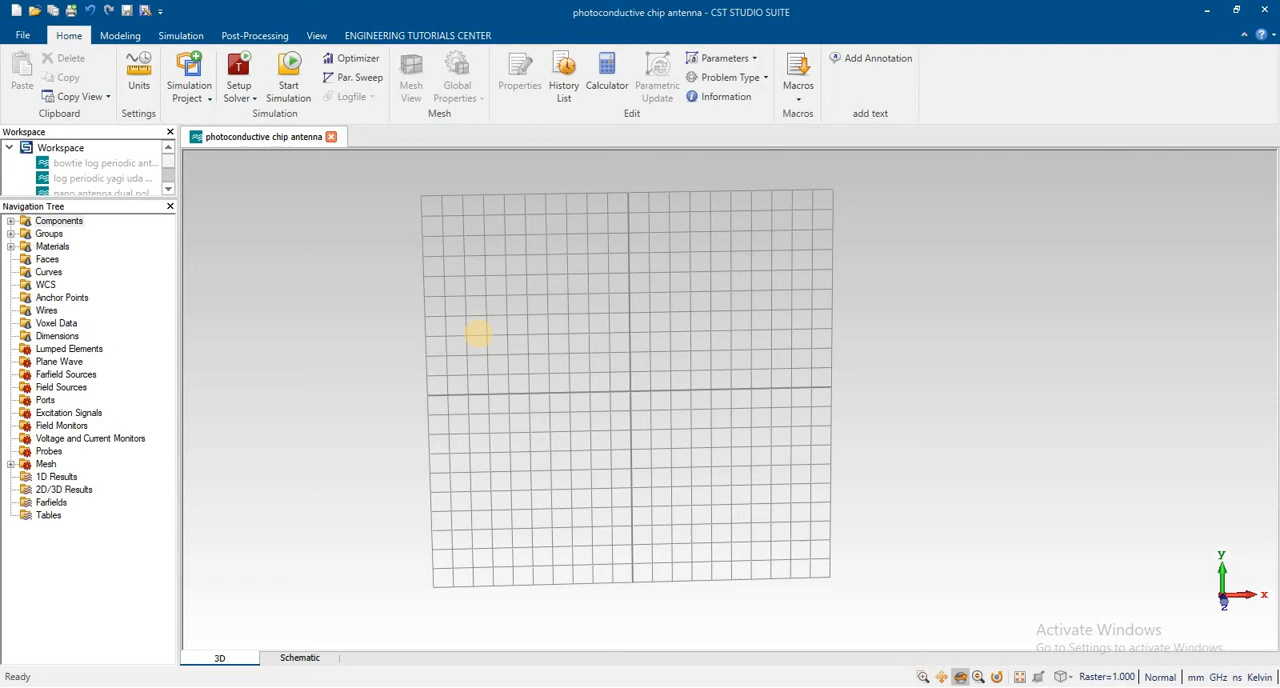 photoconductive chip antenna - CST STUDIO SUITE
File Home Modeling Simulation Post-Processing View ENGINEERING TUTORIALS CENTER
Paste
Delete
Copy
Copy View
Clipboard
Units
Settings
Simulation Project
Setup Solver
Start Simulation
Optimizer
Par. Sweep
Logfile
Simulation
Mesh View
Global Properties
Mesh
Properties
History List
Calculator
Parametric Update
Parameters
Problem Type
Information
Edit
Macros
Macros
Add Annotation
add text
Workspace
photoconductive chip antenna
Workspace
bowtie log periodic ant...
log periodic yagi uda ...
nano antenna dual pol...
Navigation Tree
Components
Groups
Materials
Faces
Curves
WCS
Anchor Points
Wires
Voxel Data
Dimensions
Lumped Elements
Plane Wave
Farfield Sources
Field Sources
Ports
Excitation Signals
Field Monitors
Voltage and Current Monitors
Probes
Mesh
1D Results
2D/3D Results
Farfields
Tables
y
x
z
Activate Windows
Go to Settings to activate Windows.
3D Schematic
Ready
Raster=1.000 Normal mm GHz ns Kelvin